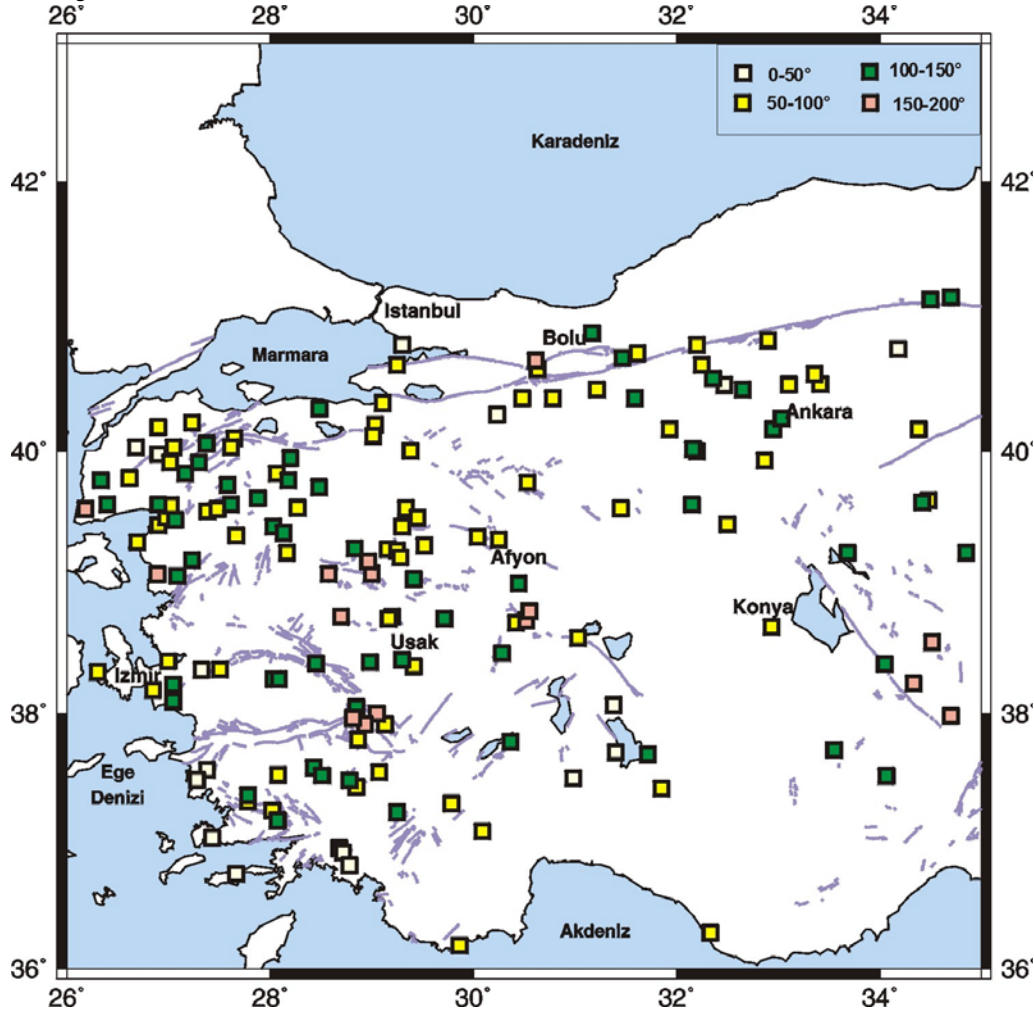 26° 28° 30° 32° 34°
0-50° 100-150°
50-100° 150-200°
Karadeniz
42° 42°
Istanbul
Bolu
Marmara
Ankara
40° 40°
Afyon
Konya
Usak
Izmir
38° 38°
Ege
Denizi
Akdeniz
36° 36°
26° 28° 30° 32° 34°